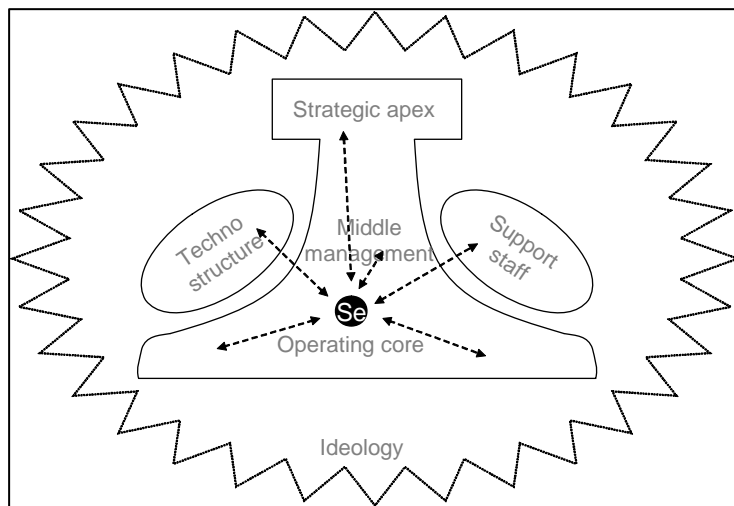 Strategic apex
Techno
structure
Middle
management
Support
staff
Se
Operating core
Ideology